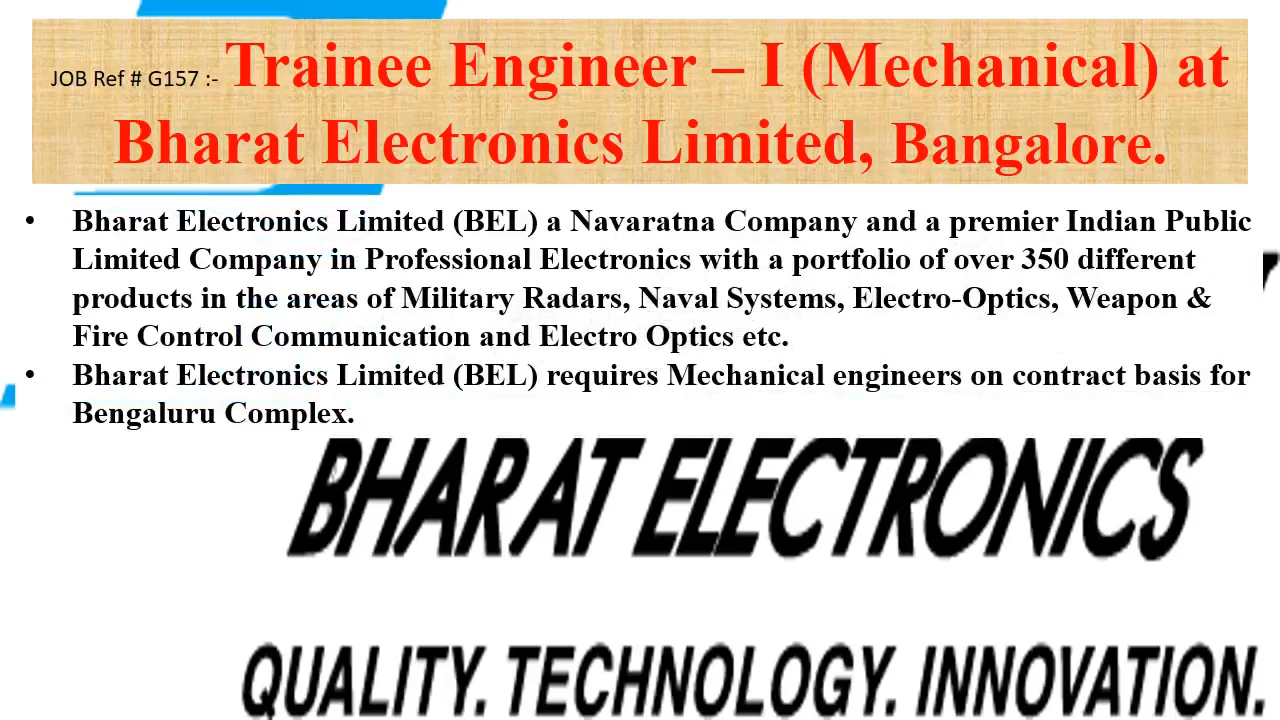 JOB Ref # G157 :- Trainee Engineer – I (Mechanical) at
Bharat Electronics Limited, Bangalore.
• Bharat Electronics Limited (BEL) a Navaratna Company and a premier Indian Public
Limited Company in Professional Electronics with a portfolio of over 350 different
products in the areas of Military Radars, Naval Systems, Electro-Optics, Weapon &
Fire Control Communication and Electro Optics etc.
• Bharat Electronics Limited (BEL) requires Mechanical engineers on contract basis for
Bengaluru Complex.
BHARAT ELECTRONICS
QUALITY. TECHNOLOGY. INNOVATION.